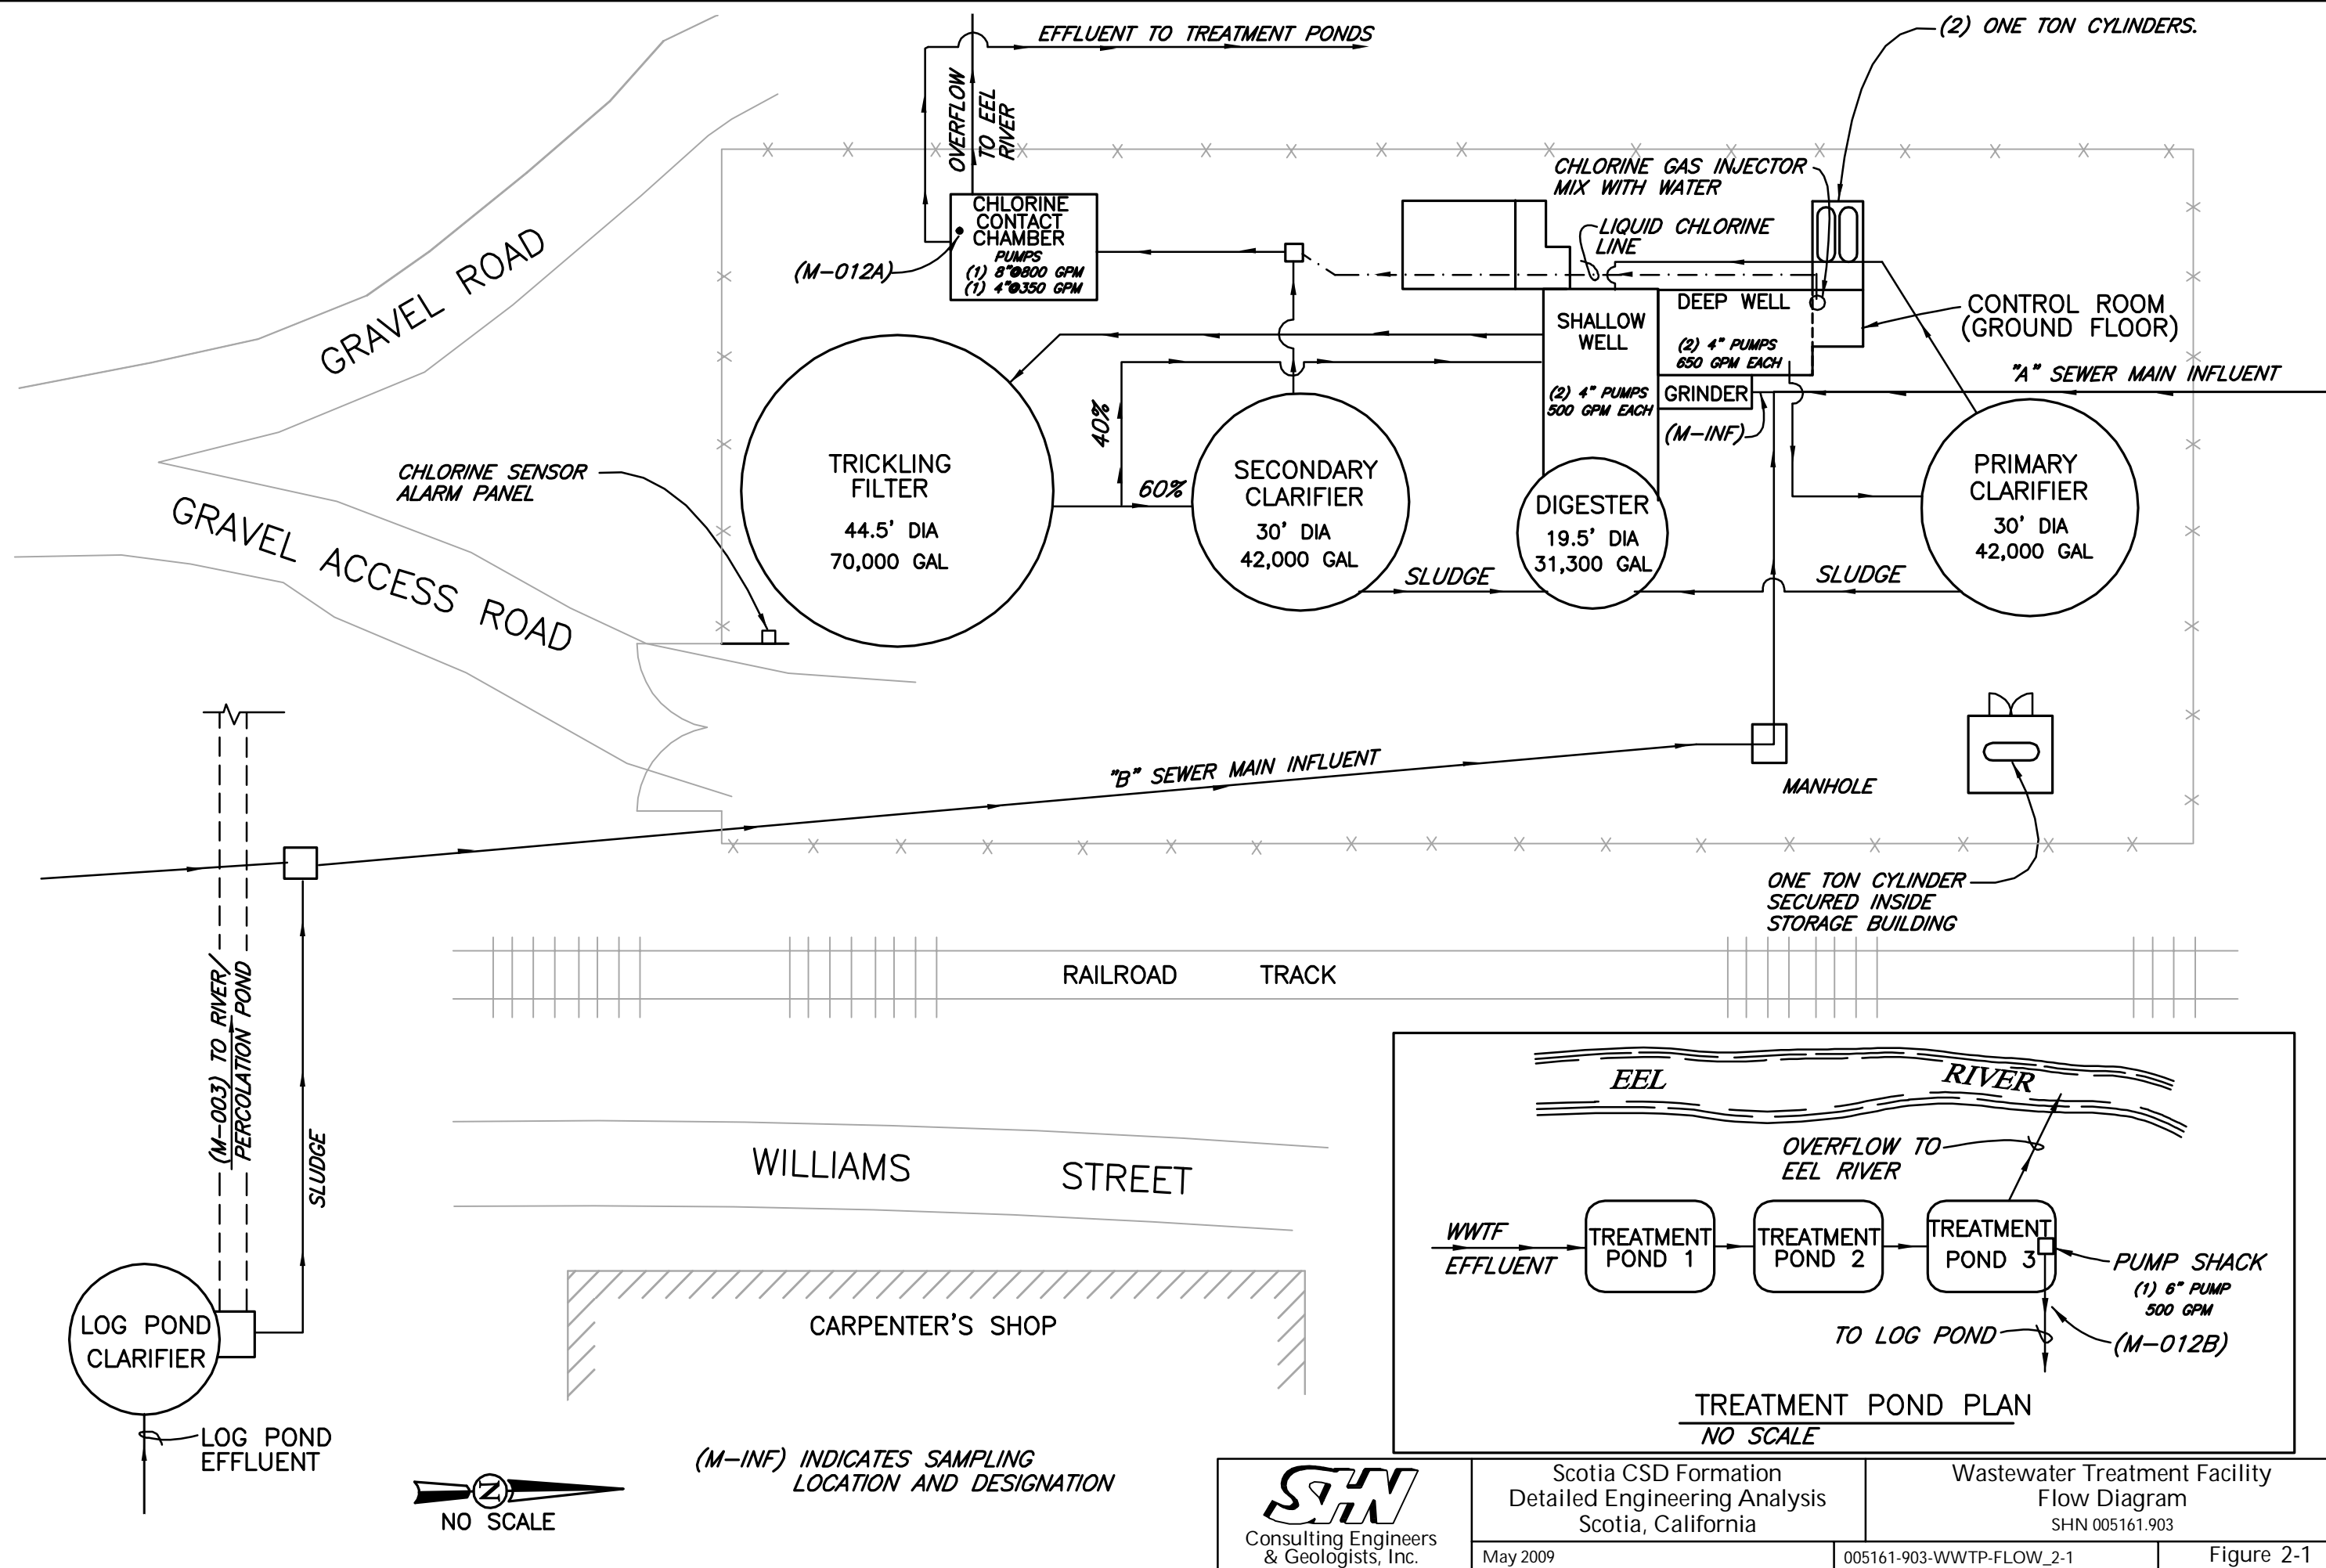 EFFLUENT TO TREATMENT PONDS
(2) ONE TON CYLINDERS.
OVERFLOW
TO EEL
RIVER
CHLORINE GAS INJECTOR
MIX WITH WATER
LIQUID CHLORINE
LINE
CHLORINE
CONTACT
CHAMBER
PUMPS
(1) 8"@800 GPM
(1) 4"@350 GPM
(M-012A)
GRAVEL ROAD
SHALLOW
WELL
(2) 4" PUMPS
500 GPM EACH
DEEP WELL
(2) 4" PUMPS
650 GPM EACH
GRINDER
(M-INF)
CONTROL ROOM
(GROUND FLOOR)
"A" SEWER MAIN INFLUENT
CHLORINE SENSOR
ALARM PANEL
TRICKLING
FILTER
44.5' DIA
70,000 GAL
40%
60%
SECONDARY
CLARIFIER
30' DIA
42,000 GAL
DIGESTER
19.5' DIA
31,300 GAL
PRIMARY
CLARIFIER
30' DIA
42,000 GAL
SLUDGE
SLUDGE
GRAVEL ACCESS ROAD
"B" SEWER MAIN INFLUENT
MANHOLE
ONE TON CYLINDER
SECURED INSIDE
STORAGE BUILDING
RAILROAD TRACK
(M-003) TO RIVER/
PERCOLATION POND
SLUDGE
WILLIAMS STREET
CARPENTER'S SHOP
LOG POND
CLARIFIER
LOG POND
EFFLUENT
N
NO SCALE
(M-INF) INDICATES SAMPLING
LOCATION AND DESIGNATION
EEL RIVER
OVERFLOW TO
EEL RIVER
WWTF
EFFLUENT
TREATMENT
POND 1
TREATMENT
POND 2
TREATMENT
POND 3
PUMP SHACK
(1) 6" PUMP
500 GPM
TO LOG POND
(M-012B)
TREATMENT POND PLAN
NO SCALE
SHN
Consulting Engineers
& Geologists, Inc.
Scotia CSD Formation
Detailed Engineering Analysis
Scotia, California
Wastewater Treatment Facility
Flow Diagram
SHN 005161.903
May 2009
005161-903-WWTP-FLOW_2-1
Figure 2-1